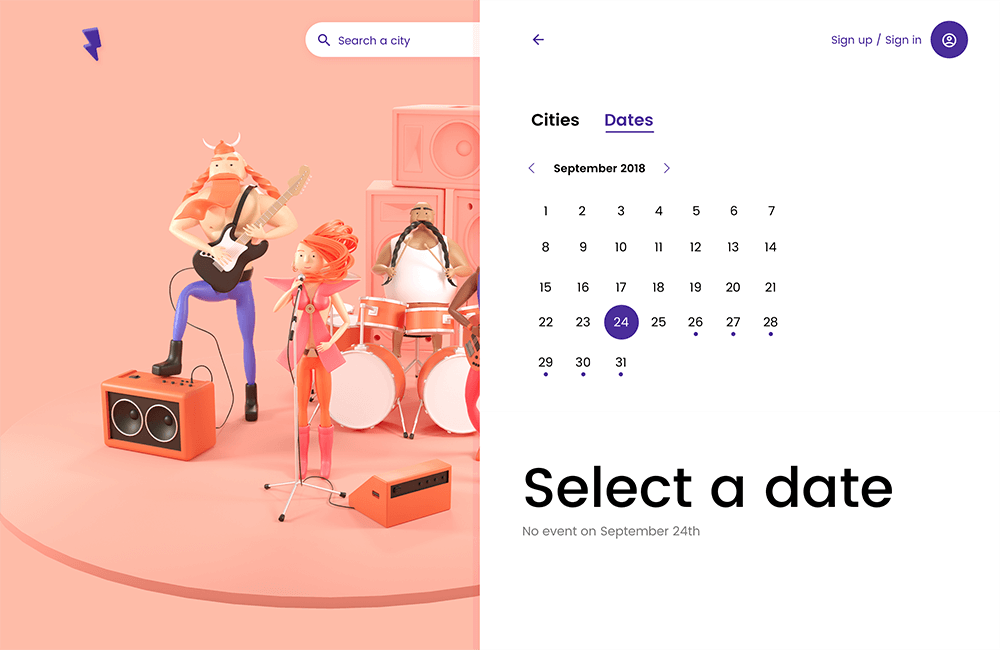 Search a city
Sign up / Sign in
Cities Dates
September 2018
1 2 3 4 5 6 7
8 9 10 11 12 13 14
15 16 17 18 19 20 21
22 23 24 25 26 27 28
29 30 31
Select a date
No event on September 24th